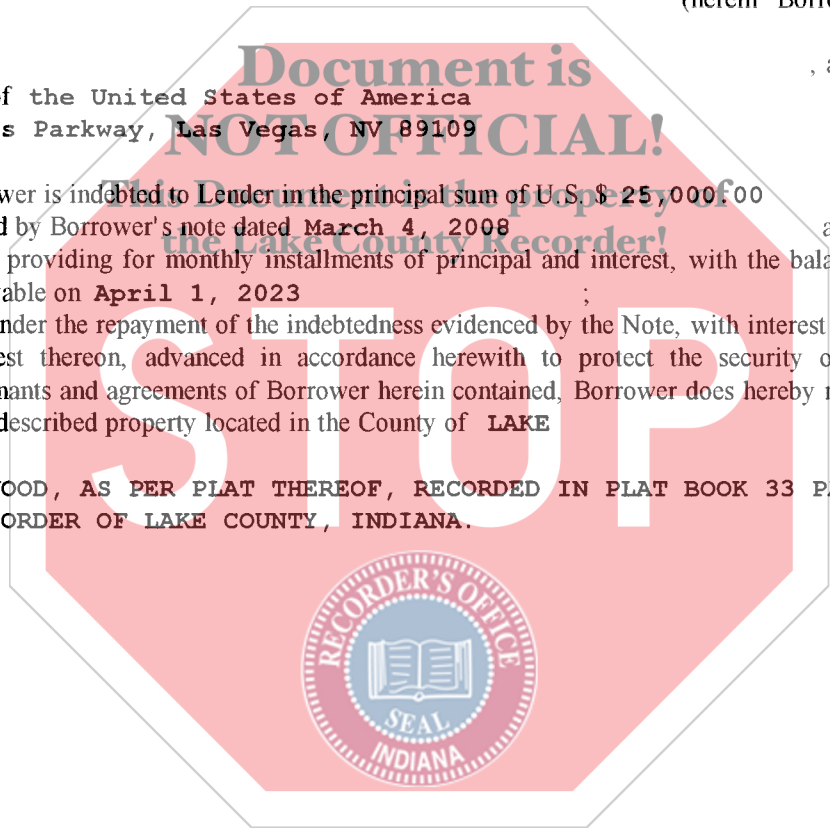 (herein "Borro
Document is
, a
f the United States of America
s Parkway, Las Vegas, NV 89109
NOT OFFICIAL!
wer is indebted to Lender in the principal sum of U.S. $ 25,000.00
This Document is the property of
d by Borrower's note dated March 4, 2008 a
the Lake County Recorder!
providing for monthly installments of principal and interest, with the bala
able on April 1, 2023 ;
nder the repayment of the indebtedness evidenced by the Note, with interest
est thereon, advanced in accordance herewith to protect the security o
nants and agreements of Borrower herein contained, Borrower does hereby
described property located in the County of LAKE
STOP
OOD, AS PER PLAT THEREOF, RECORDED IN PLAT BOOK 33 PA
ORDER OF LAKE COUNTY, INDIANA.
RECORDER'S OFFICE
SEAL
INDIANA